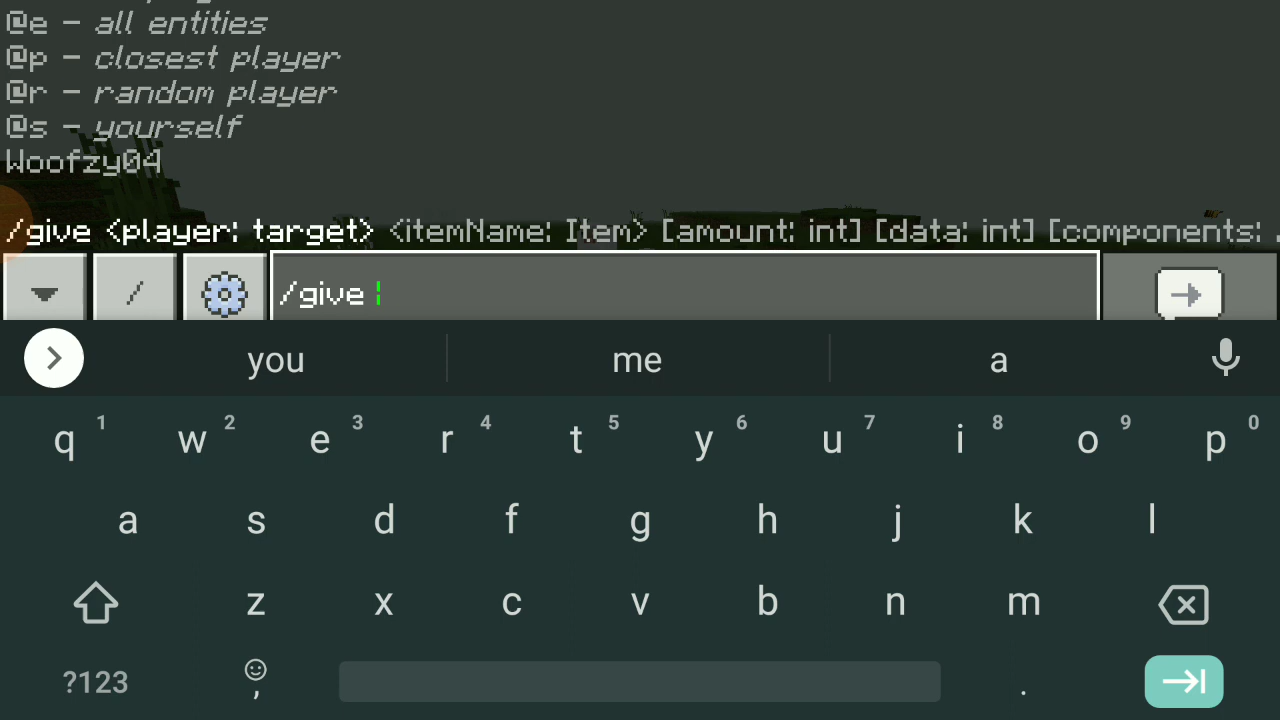 @e - all entities
@p - closest player
@r - random player
@s - yourself
Woofzy04
/give <player: target> <itemName: Item> [amount: int] [data: int] [components:
/
/give
you me a
q 1 w 2 e 3 r 4 t 5 y 6 u 7 i 8 o 9 p 0
a s d f g h j k l
z x c v b n m
?123 , .